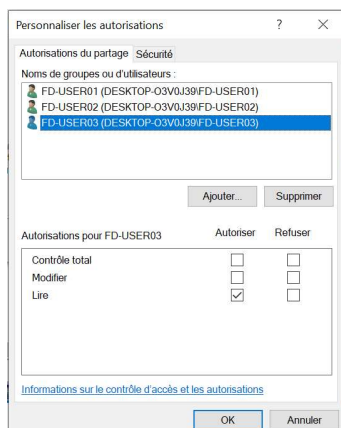 Personnaliser les autorisations ? ×
Autorisations du partage Sécurité
Noms de groupes ou d'utilisateurs :
FD-USER01 (DESKTOP-O3V0J39\FD-USER01)
FD-USER02 (DESKTOP-O3V0J39\FD-USER02)
FD-USER03 (DESKTOP-O3V0J39\FD-USER03)
Ajouter... Supprimer
Autorisations pour FD-USER03 Autoriser Refuser
Contrôle total
Modifier
Lire
Informations sur le contrôle d'accès et les autorisations
OK Annuler